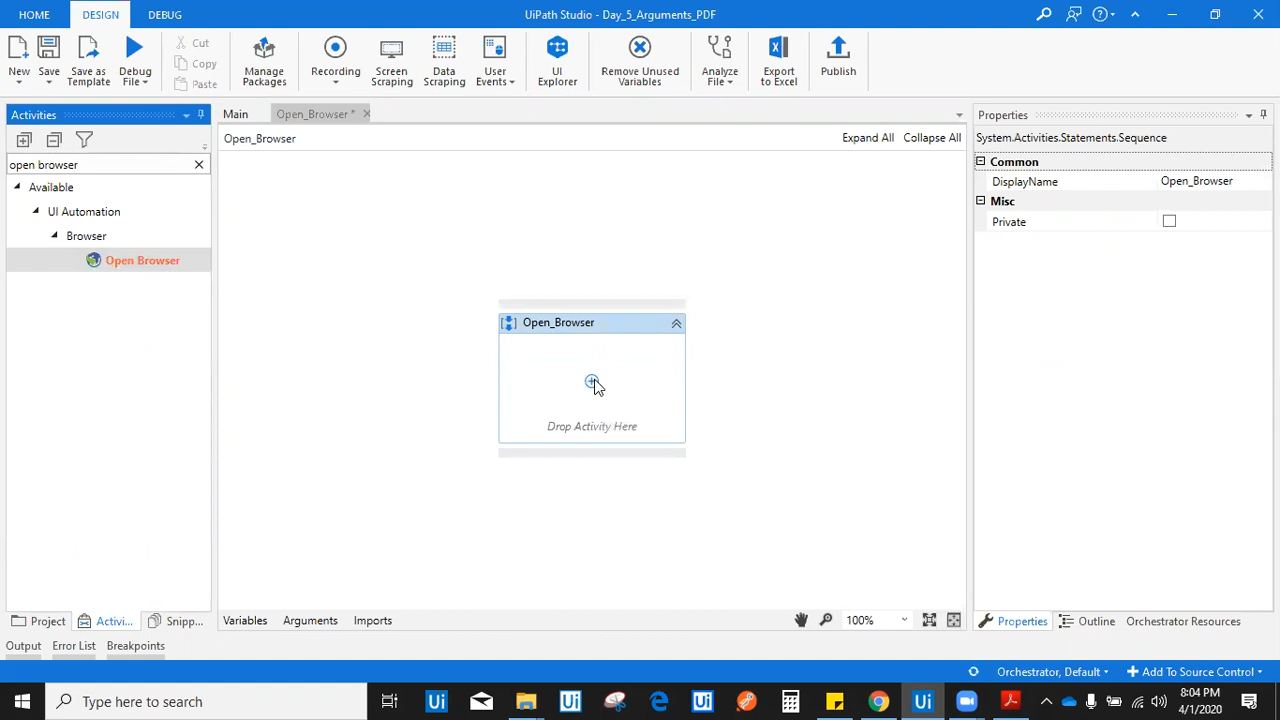 HOME DESIGN DEBUG UiPath Studio - Day_5_Arguments_PDF
New Save Save as Template Debug File Cut Copy Paste Manage Packages Recording Screen Scraping Data Scraping User Events UI Explorer Remove Unused Variables Analyze File Export to Excel Publish
Activities
Main Open_Browser *
Properties
open browser
Open_Browser Expand All Collapse All
System.Activities.Statements.Sequence
Available
Common
UI Automation
DisplayName Open_Browser
Browser
Misc
Open Browser
Private
Open_Browser
Drop Activity Here
Project Activi... Snipp...
Variables Arguments Imports 100%
Properties Outline Orchestrator Resources
Output Error List Breakpoints
Orchestrator, Default Add To Source Control
Type here to search
Ui Ui Ui Ui
8:04 PM
4/1/2020